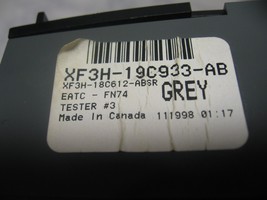 XF3H-19C933-AB
XF3H-18C612-ABSR
EATC - FN74 GREY
TESTER #3
Made In Canada 111998 01:17